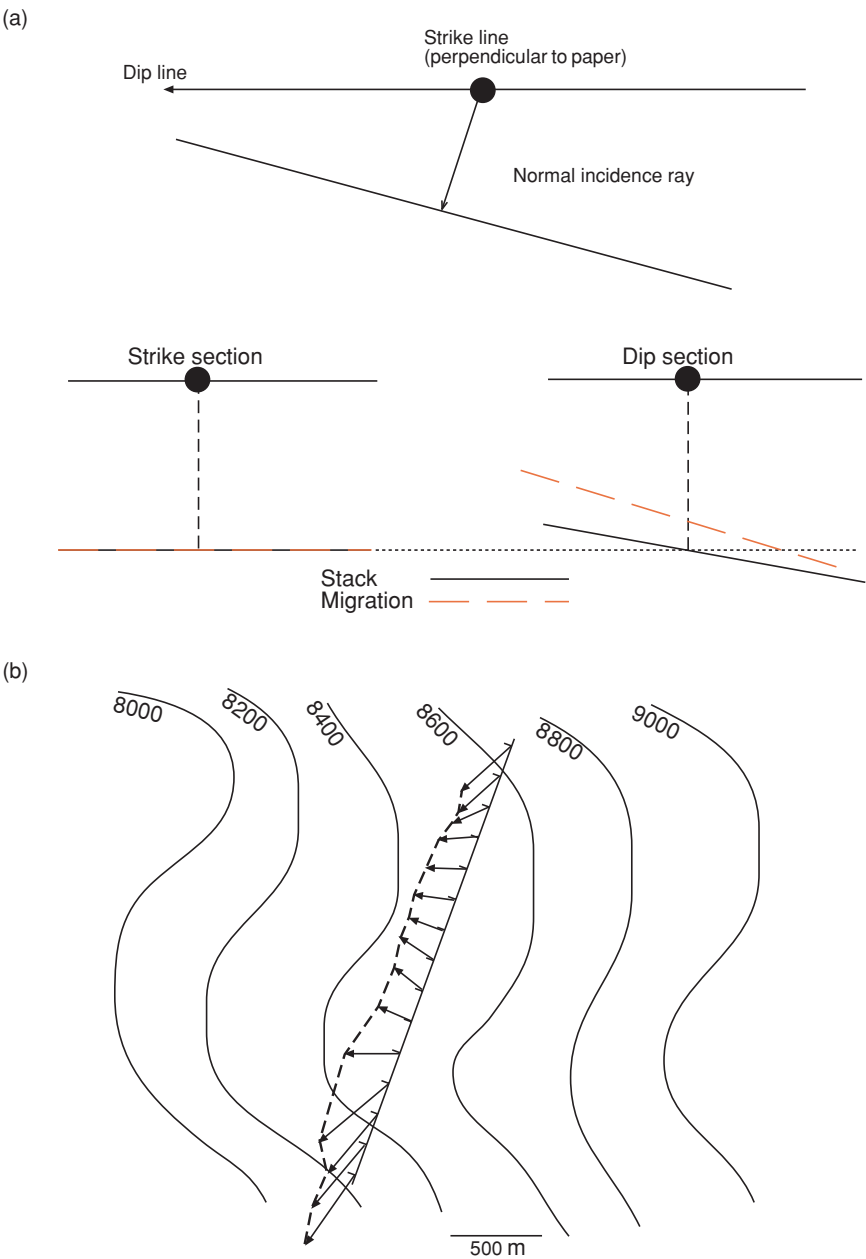 (a)
Strike line
(perpendicular to paper)
Dip line
Normal incidence ray
Strike section
Dip section
Stack
Migration
(b)
8000
8200
8400
8600
8800
9000
500 m